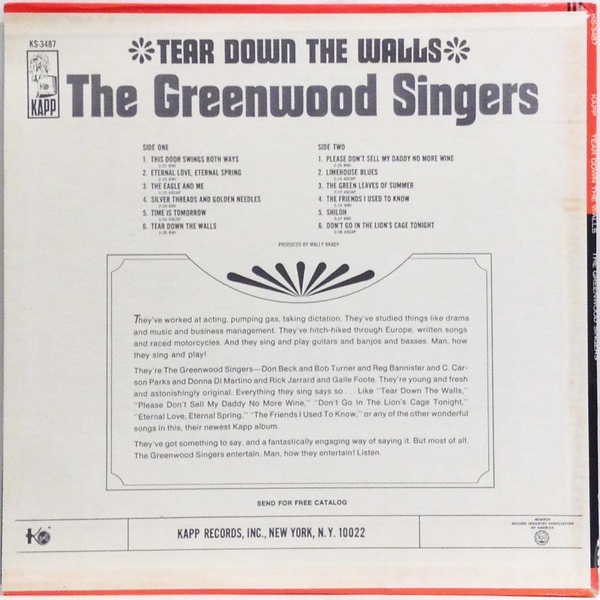 KS-3487
*TEAR DOWN THE WALLS*
KAPP
The Greenwood Singers
SIDE ONE
1. THIS DOOR SWINGS BOTH WAYS
2. ETERNAL LOVE, ETERNAL SPRING
3. THE EAGLE AND ME
4. SILVER THREADS AND GOLDEN NEEDLES
5. TIME IS TOMORROW
6. TEAR DOWN THE WALLS
SIDE TWO
1. PLEASE DON'T SELL MY DADDY NO MORE WINE
2. LIMEHOUSE BLUES
3. THE GREEN LEAVES OF SUMMER
4. THE FRIENDS I USED TO KNOW
5. SHILOH
6. DON'T GO IN THE LION'S CAGE TONIGHT
PRODUCED BY WALLY BRADY
They've worked at acting, pumping gas, taking dictation. They've studied things like drama
and music and business management. They've hitch-hiked through Europe, written songs
and raced motorcycles. And they sing and play guitars and banjos and basses. Man, how
they sing and play!
They're The Greenwood Singers—Don Beck and Bob Turner and Reg Bannister and C. Car-
son Parks and Donna Di Martino and Rick Jarrard and Gaile Foote. They're young and fresh
and astonishingly original. Everything they sing says so . . . Like "Tear Down The Walls,"
"Please Don't Sell My Daddy No More Wine," "Don't Go In The Lion's Cage Tonight,"
"Eternal Love, Eternal Spring," "The Friends I Used To Know," or any of the other wonderful
songs in this, their newest Kapp album.
They've got something to say, and a fantastically engaging way of saying it. But most of all,
The Greenwood Singers entertain. Man, how they entertain! Listen.
SEND FOR FREE CATALOG
KAPP RECORDS, INC., NEW YORK, N.Y. 10022
MEMBER
RECORD INDUSTRY ASSOCIATION
OF AMERICA
KS-3487 KAPP TEAR DOWN THE WALLS THE GREENWOOD SINGERS